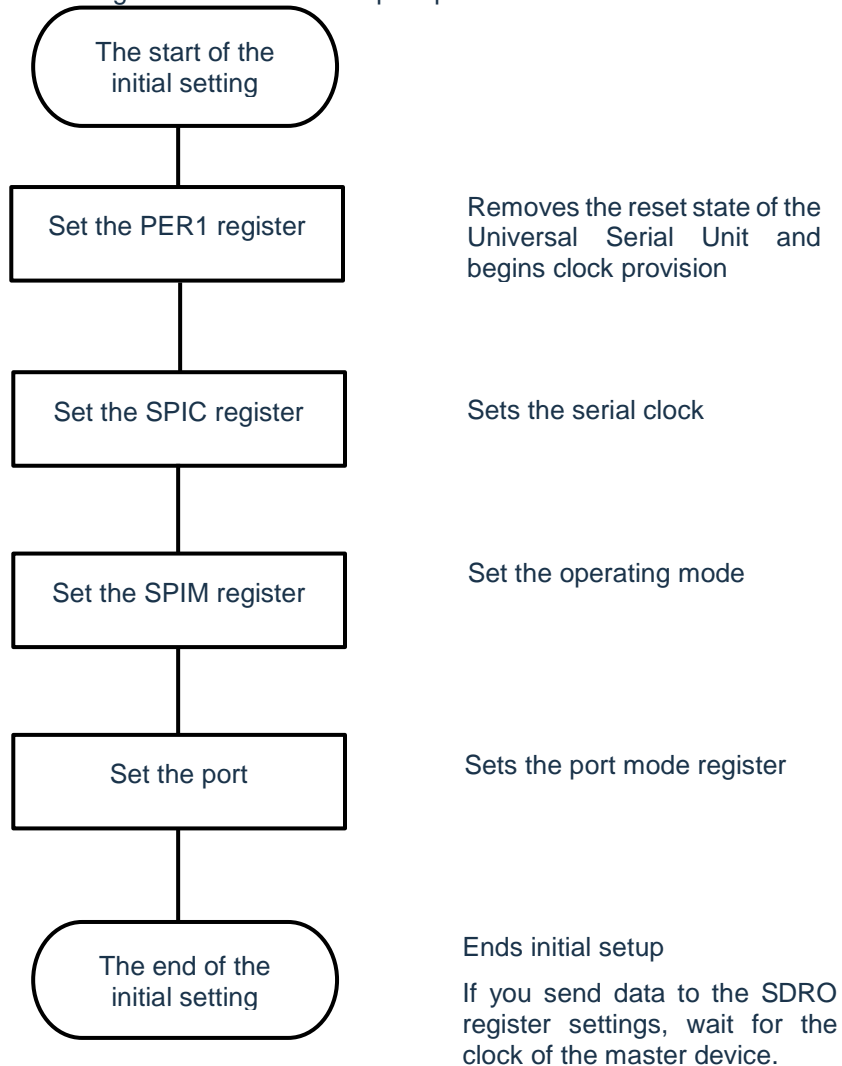 The start of the
initial setting
Set the PER1 register
Removes the reset state of the
Universal Serial Unit and
begins clock provision
Set the SPIC register
Sets the serial clock
Set the SPIM register
Set the operating mode
Set the port
Sets the port mode register
The end of the
initial setting
Ends initial setup
If you send data to the SDRO
register settings, wait for the
clock of the master device.